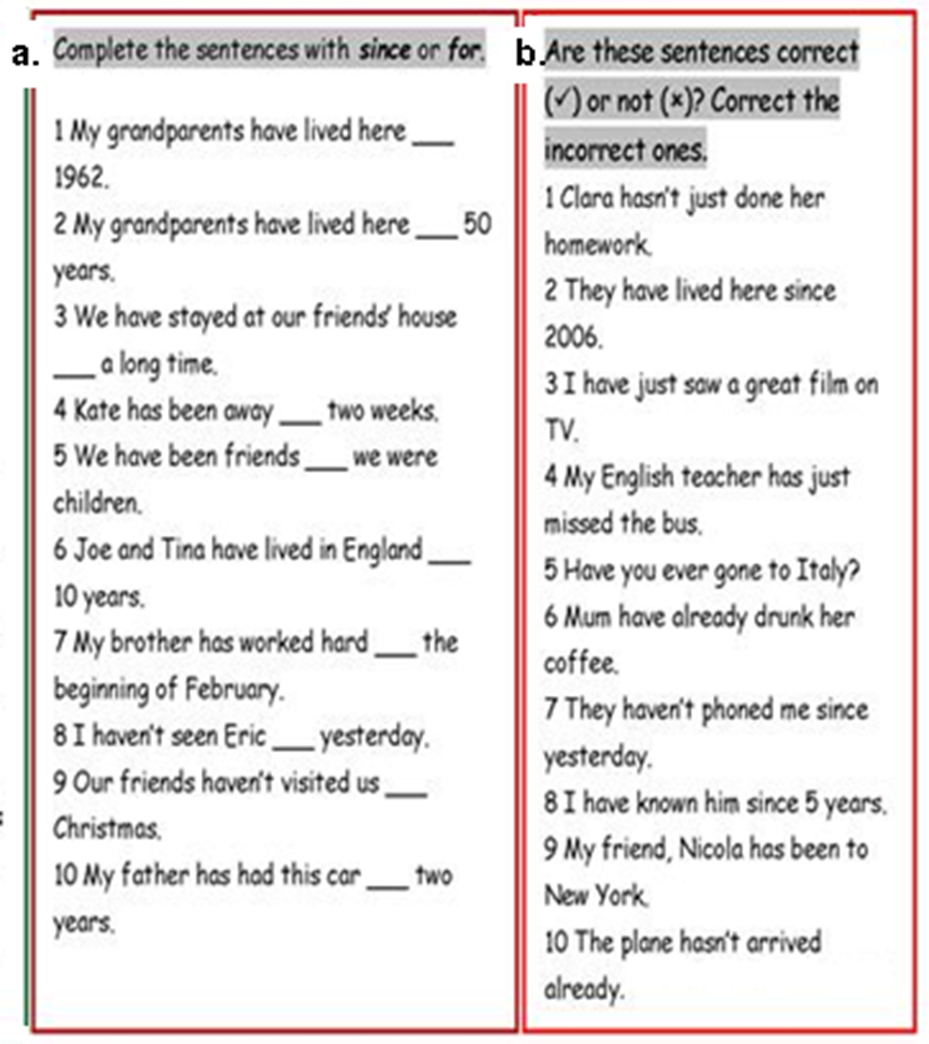 a. Complete the sentences with since or for.
1 My grandparents have lived here ___
1962.
2 My grandparents have lived here ___ 50
years.
3 We have stayed at our friends' house
___ a long time.
4 Kate has been away ___ two weeks.
5 We have been friends ___ we were
children.
6 Joe and Tina have lived in England ___
10 years.
7 My brother has worked hard ___ the
beginning of February.
8 I haven't seen Eric ___ yesterday.
9 Our friends haven't visited us ___
Christmas.
10 My father has had this car ___ two
years.
b. Are these sentences correct
(✓) or not (×)? Correct the
incorrect ones.
1 Clara hasn't just done her
homework.
2 They have lived here since
2006.
3 I have just saw a great film on
TV.
4 My English teacher has just
missed the bus.
5 Have you ever gone to Italy?
6 Mum have already drunk her
coffee.
7 They haven't phoned me since
yesterday.
8 I have known him since 5 years.
9 My friend, Nicola has been to
New York.
10 The plane hasn't arrived
already.